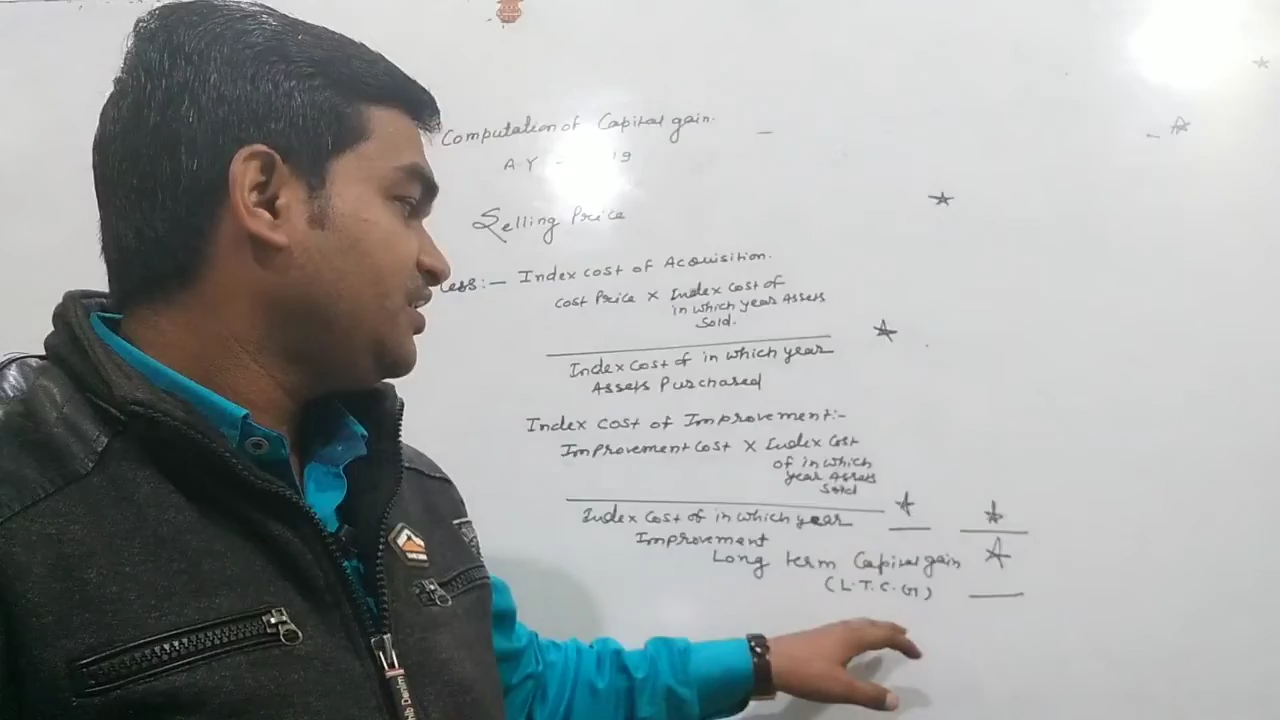 Computation of Capital gain.
A.Y - 19
Selling Price
Less:- Index cost of Acquisition.
Cost Price × Index cost of
in which year Assets
Sold.
Index cost of in which year
Assets Purchased
Index cost of Improvement:-
Improvement cost × Index cost
of in which
year Assets
Sold
Index cost of in which year
Improvement
Long term Capital gain
(L.T.C.G)